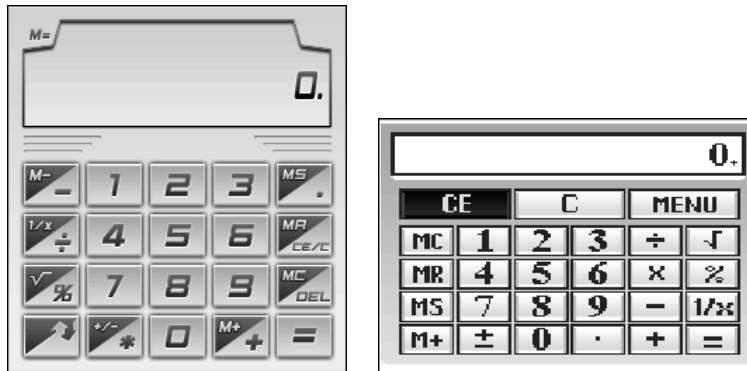 M=
0.
M- − 1 2 3 MS .
1/x ÷ 4 5 6 MR CE/C
√ % 7 8 9 MC DEL
+/- * 0 M+ + =
0.
CE C MENU
MC 1 2 3 ÷ √
MR 4 5 6 × %
MS 7 8 9 − 1/x
M+ ± 0 · + =